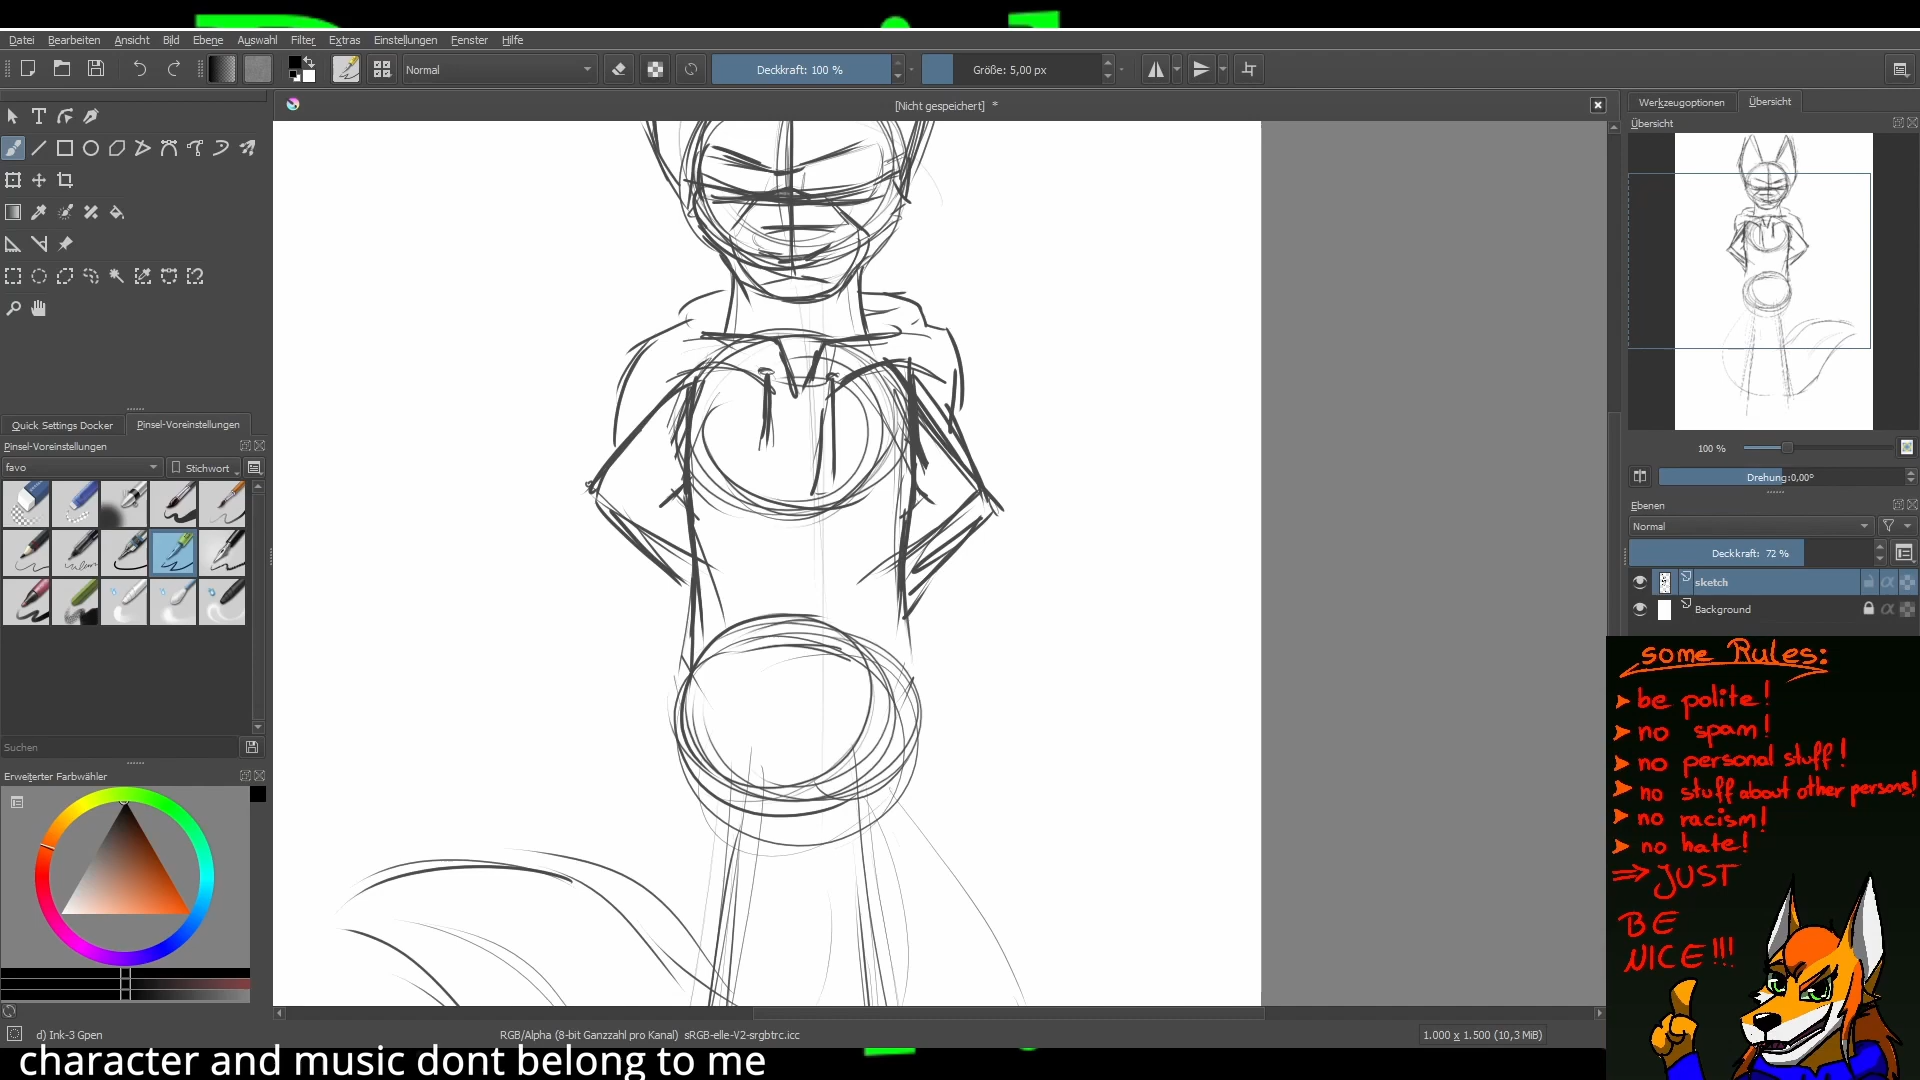 Datei Bearbeiten Ansicht Bild Ebene Auswahl Filter Extras Einstellungen Fenster Hilfe
Normal
Deckkraft: 100 %
Größe: 5,00 px
[Nicht gespeichert] *
Werkzeugoptionen Übersicht
Übersicht
100 %
Drehung:0,00°
Ebenen
Normal
Deckkraft: 72 %
sketch
Background
Quick Settings Docker Pinsel-Voreinstellungen
Pinsel-Voreinstellungen
favo
Stichwort
Suchen
Erweiterter Farbwähler
d) Ink-3 Gpen
RGB/Alpha (8-bit Ganzzahl pro Kanal) sRGB-elle-V2-srgbtrc.icc
1.000 x 1.500 (10,3 MiB)
some Rules:
be polite!
no spam!
no personal stuff!
no stuff about other persons!
no racism!
no hate!
⇒ JUST
BE
NICE!!!
character and music dont belong to me